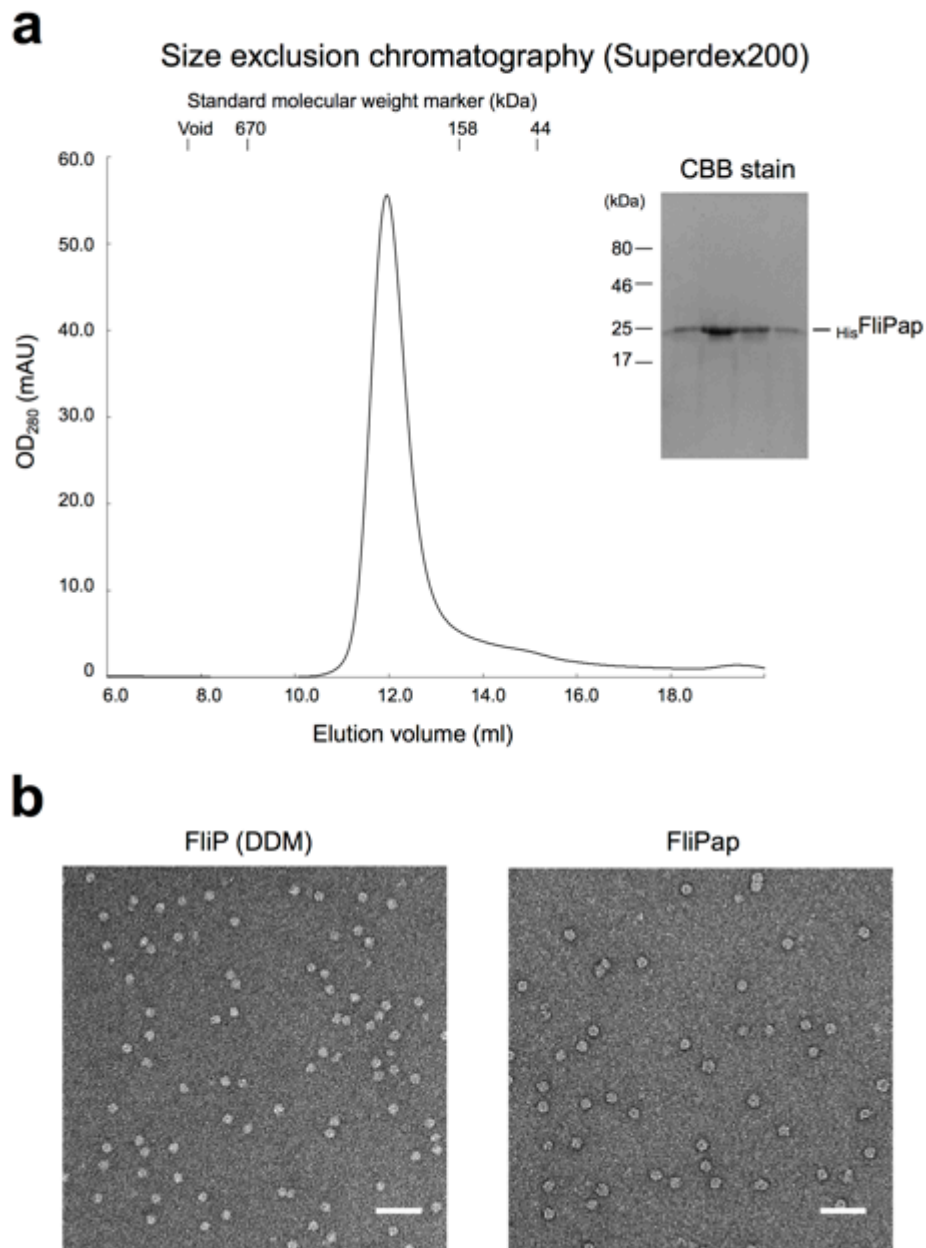 a
Size exclusion chromatography (Superdex200)
Standard molecular weight marker (kDa)
Void 670 158 44
60.0
50.0
40.0
30.0
20.0
10.0
0
OD280 (mAU)
6.0 8.0 10.0 12.0 14.0 16.0 18.0
Elution volume (ml)
CBB stain
(kDa)
80
46
25
17
HisFliPap
b
FliP (DDM) FliPap